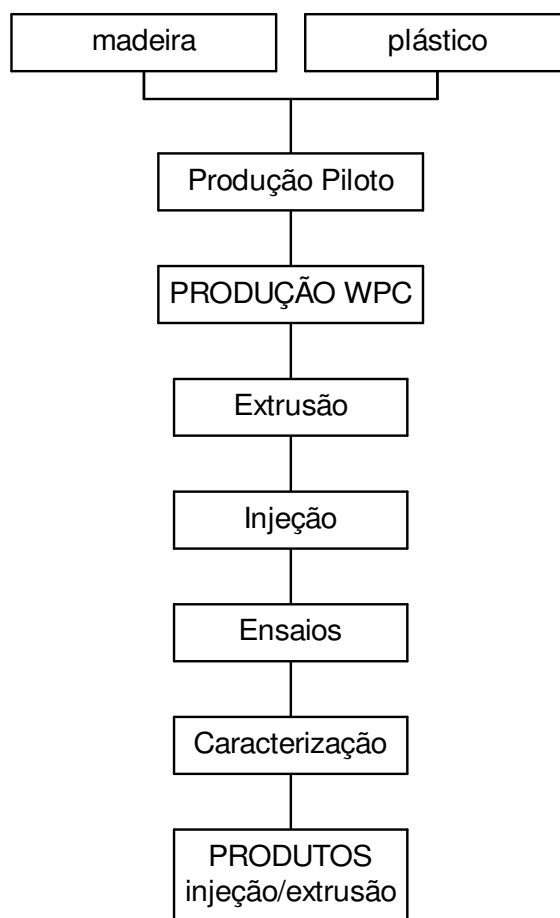 madeira
plástico
Produção Piloto
PRODUÇÃO WPC
Extrusão
Injeção
Ensaios
Caracterização
PRODUTOS
injeção/extrusão